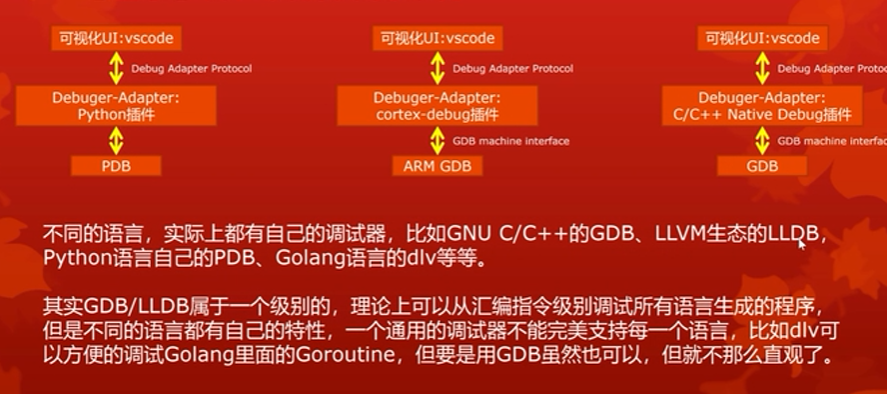 可视化UI:vscode
可视化UI:vscode
可视化UI:vscode
Debug Adapter Protocol
Debug Adapter Protocol
Debug Adapter Proto
Debuger-Adapter:
Python插件
Debuger-Adapter:
cortex-debug插件
Debuger-Adapter:
C/C++ Native Debug插件
GDB machine interface
GDB machine interfac
PDB
ARM GDB
GDB
不同的语言，实际上都有自己的调试器，比如GNU C/C++的GDB、LLVM生态的LLDB，
Python语言自己的PDB、Golang语言的dlv等等。
其实GDB/LLDB属于一个级别的，理论上可以从汇编指令级别调试所有语言生成的程序，
但是不同的语言都有自己的特性，一个通用的调试器不能完美支持每一个语言，比如dlv可
以方便的调试Golang里面的Goroutine，但要是用GDB虽然也可以，但就不那么直观了。